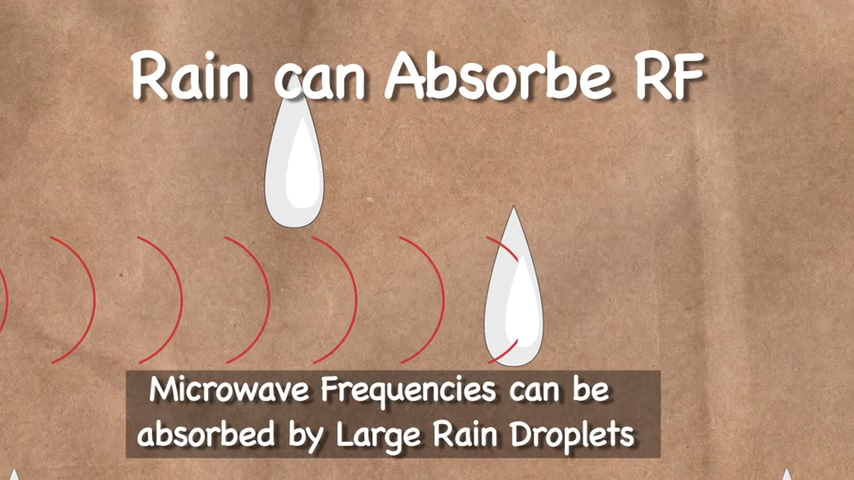 Rain can Absorbe RF
Microwave Frequencies can be
absorbed by Large Rain Droplets